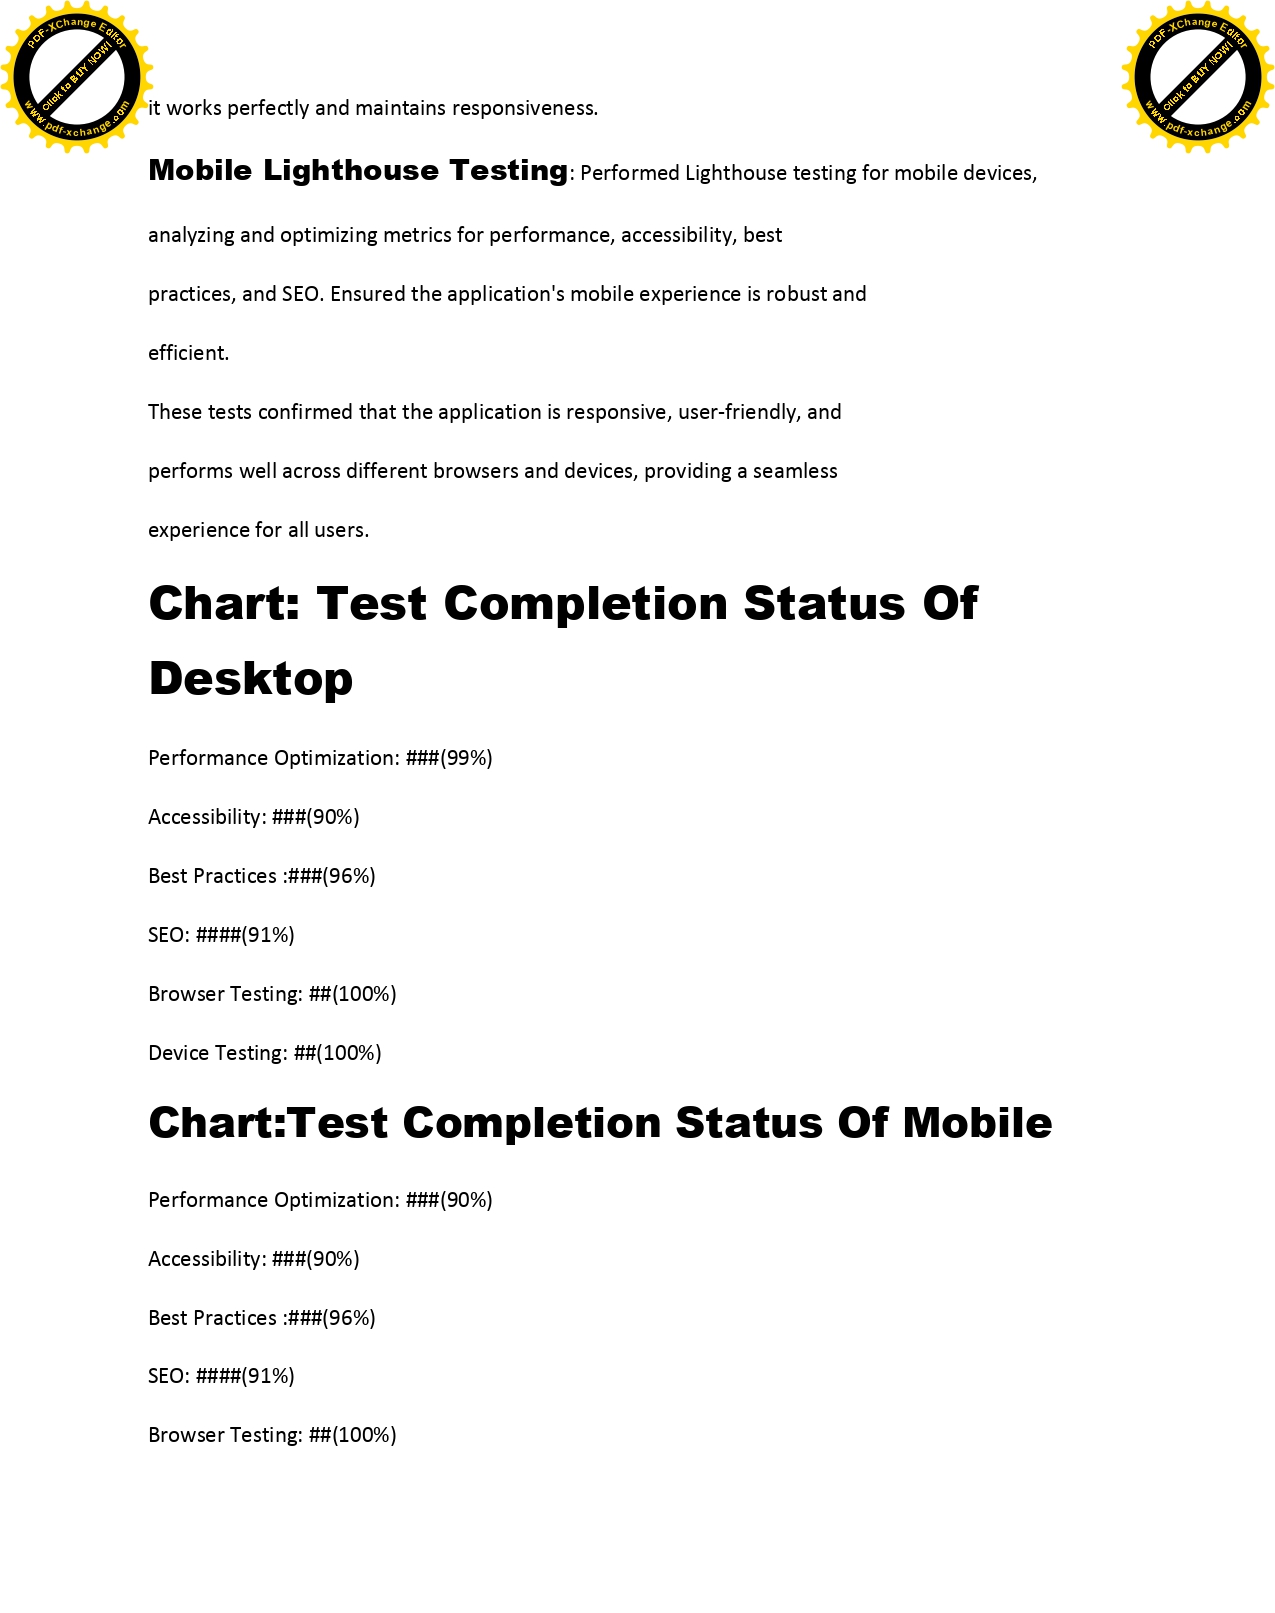 PDF-XChange Editor
Click to BUY NOW!
www.pdf-xchange.com
PDF-XChange Editor
Click to BUY NOW!
www.pdf-xchange.com
it works perfectly and maintains responsiveness.
Mobile Lighthouse Testing: Performed Lighthouse testing for mobile devices,
analyzing and optimizing metrics for performance, accessibility, best
practices, and SEO. Ensured the application's mobile experience is robust and
efficient.
These tests confirmed that the application is responsive, user-friendly, and
performs well across different browsers and devices, providing a seamless
experience for all users.
Chart: Test Completion Status Of
Desktop
Performance Optimization: ###(99%)
Accessibility: ###(90%)
Best Practices :###(96%)
SEO: ####(91%)
Browser Testing: ##(100%)
Device Testing: ##(100%)
Chart:Test Completion Status Of Mobile
Performance Optimization: ###(90%)
Accessibility: ###(90%)
Best Practices :###(96%)
SEO: ####(91%)
Browser Testing: ##(100%)